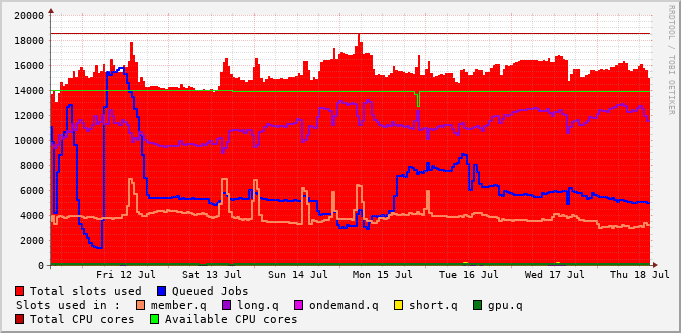 20000
18000
16000
14000
12000
10000
8000
6000
4000
2000
0
Fri 12 Jul Sat 13 Jul Sun 14 Jul Mon 15 Jul Tue 16 Jul Wed 17 Jul Thu 18 Jul
RRDTOOL / TOBI OETIKER
Total slots used Queued Jobs
Slots used in : member.q long.q ondemand.q short.q gpu.q
Total CPU cores Available CPU cores